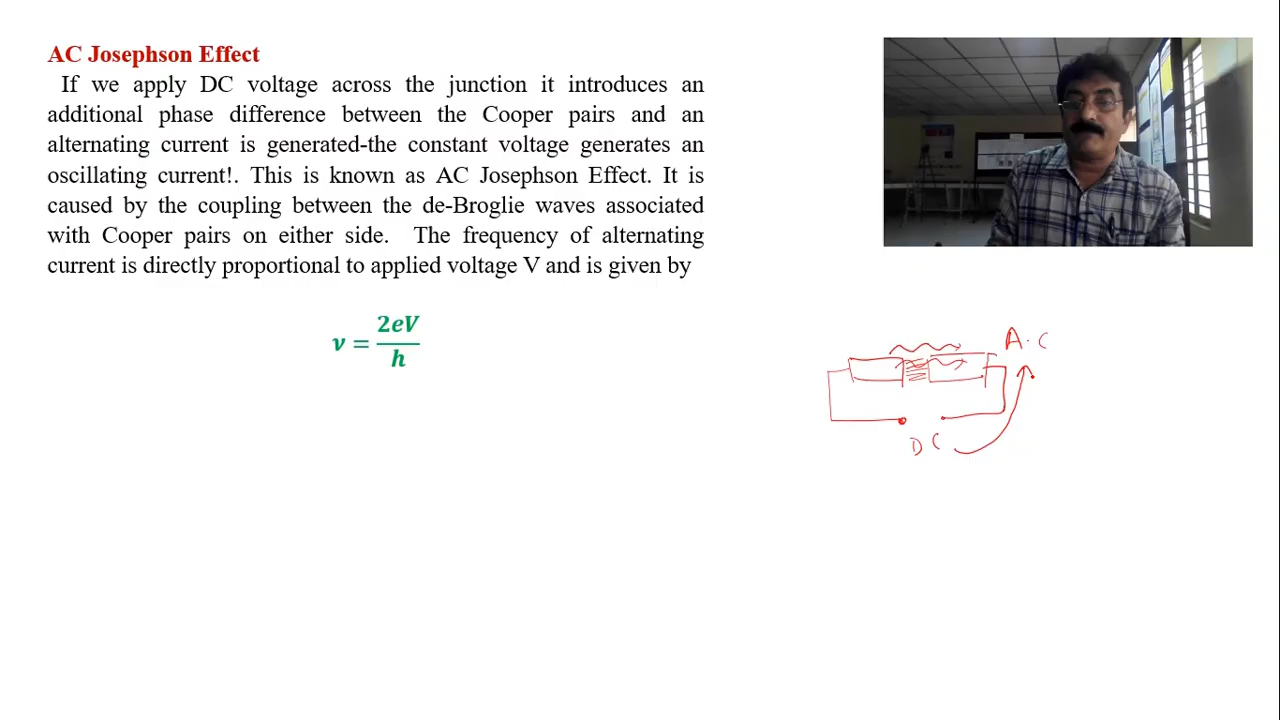 AC Josephson Effect
If we apply DC voltage across the junction it introduces an
additional phase difference between the Cooper pairs and an
alternating current is generated-the constant voltage generates an
oscillating current!. This is known as AC Josephson Effect. It is
caused by the coupling between the de-Broglie waves associated
with Cooper pairs on either side. The frequency of alternating
current is directly proportional to applied voltage V and is given by
ν = 2eV/h
A.C
DC